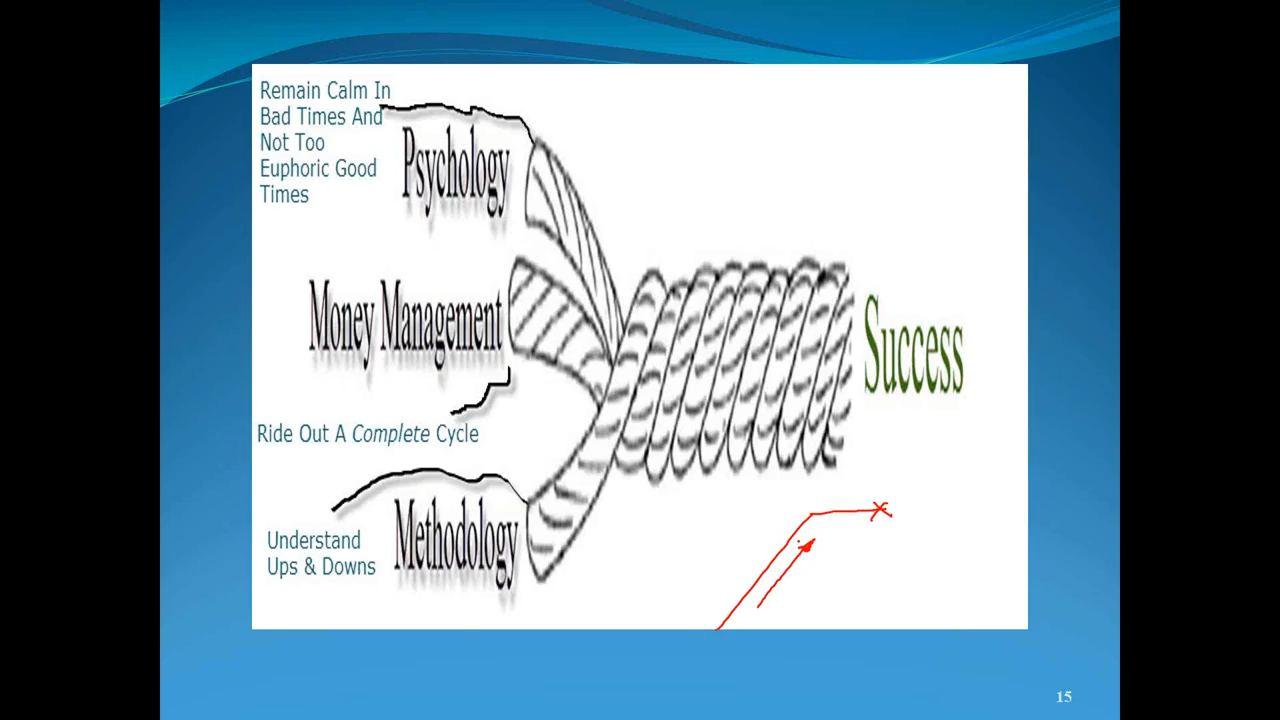 Remain Calm In
Bad Times And
Not Too
Euphoric Good
Times
Psychology
Money Management
Success
Ride Out A Complete Cycle
Methodology
Understand
Ups & Downs
15